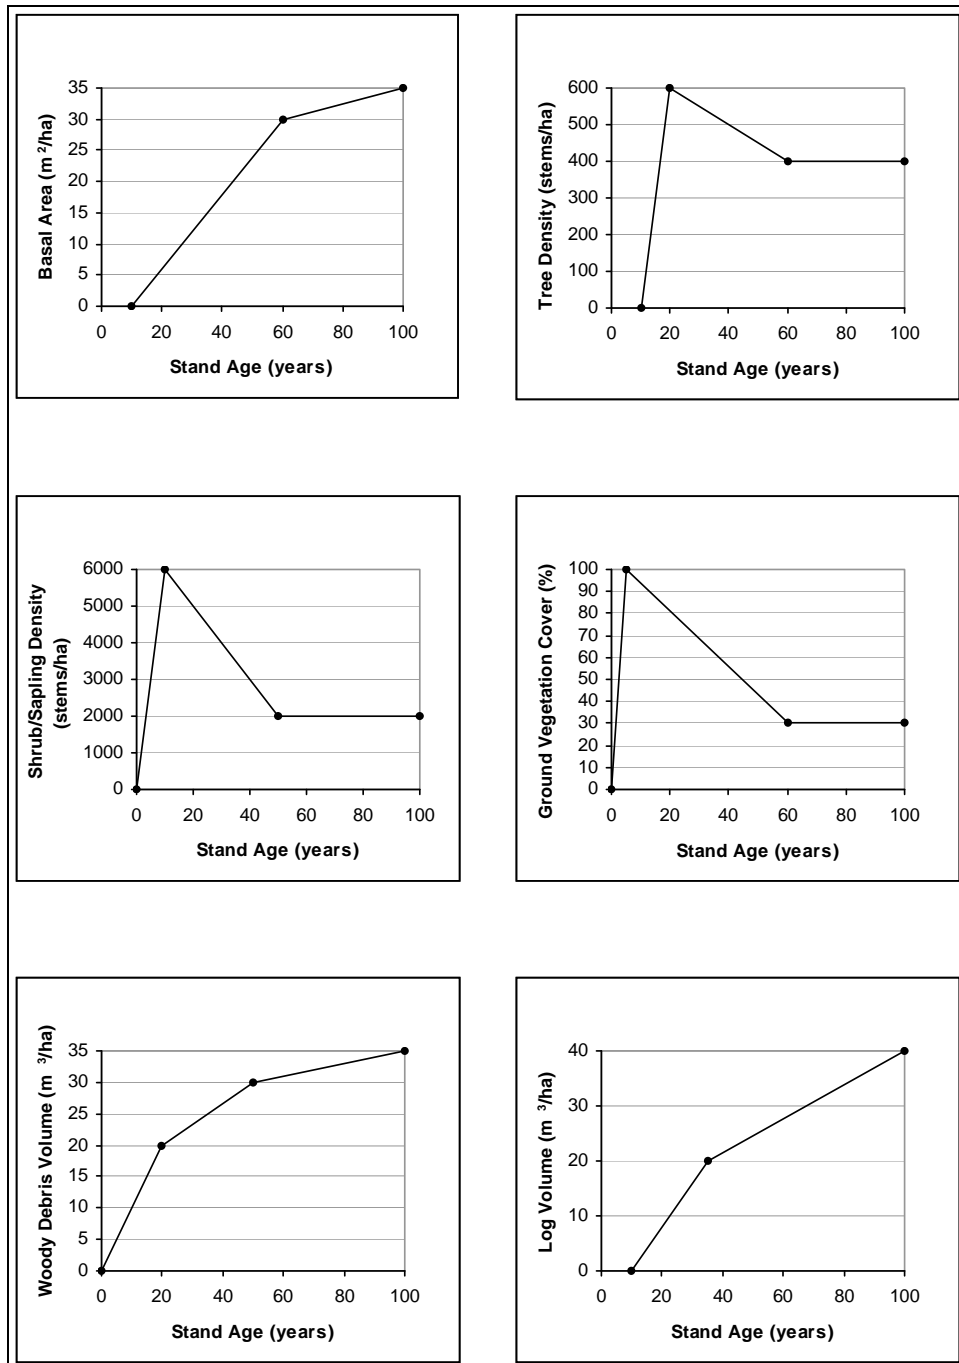 35
30
25
20
15
10
5
0
Basal Area (m²/ha)
0 20 40 60 80 100
Stand Age (years)
600
500
400
300
200
100
0
Tree Density (stems/ha)
0 20 40 60 80 100
Stand Age (years)
6000
5000
4000
3000
2000
1000
0
Shrub/Sapling Density
(stems/ha)
0 20 40 60 80 100
Stand Age (years)
100
90
80
70
60
50
40
30
20
10
0
Ground Vegetation Cover (%)
0 20 40 60 80 100
Stand Age (years)
35
30
25
20
15
10
5
0
Woody Debris Volume (m ³/ha)
0 20 40 60 80 100
Stand Age (years)
40
30
20
10
0
Log Volume (m ³/ha)
0 20 40 60 80 100
Stand Age (years)